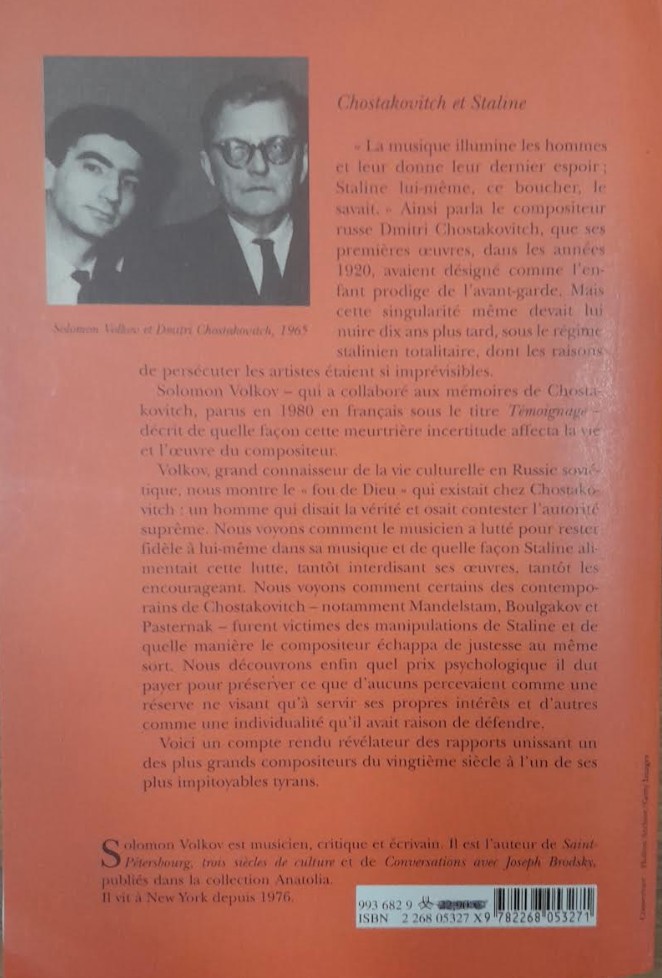 Chostakovitch et Staline
« La musique illumine les hommes
et leur donne leur dernier espoir ;
Staline lui-même, ce boucher, le
savait. » Ainsi parla le compositeur
russe Dmitri Chostakovitch, que ses
premières œuvres, dans les années
1920, avaient désigné comme l'en-
fant prodige de l'avant-garde. Mais
cette singularité même devait lui
nuire dix ans plus tard, sous le régime
stalinien totalitaire, dont les raisons
de persécuter les artistes étaient si imprévisibles.
Solomon Volkov et Dmitri Chostakovitch, 1965
Solomon Volkov – qui a collaboré aux mémoires de Chosta-
kovitch, parus en 1980 en français sous le titre Témoignage –
décrit de quelle façon cette meurtrière incertitude affecta la vie
et l'œuvre du compositeur.
Volkov, grand connaisseur de la vie culturelle en Russie sovié-
tique, nous montre le « fou de Dieu » qui existait chez Chostako-
vitch : un homme qui disait la vérité et osait contester l'autorité
suprême. Nous voyons comment le musicien a lutté pour rester
fidèle à lui-même dans sa musique et de quelle façon Staline ali-
mentait cette lutte, tantôt interdisant ses œuvres, tantôt les
encourageant. Nous voyons comment certains des contempo-
rains de Chostakovitch – notamment Mandelstam, Boulgakov et
Pasternak – furent victimes des manipulations de Staline et de
quelle manière le compositeur échappa de justesse au même
sort. Nous découvrons enfin quel prix psychologique il dut
payer pour préserver ce que d'aucuns percevaient comme une
réserve ne visant qu'à servir ses propres intérêts et d'autres
comme une individualité qu'il avait raison de défendre.
Voici un compte rendu révélateur des rapports unissant un
des plus grands compositeurs du vingtième siècle à l'un de ses
plus impitoyables tyrans.
Solomon Volkov est musicien, critique et écrivain. Il est l'auteur de Saint-
Pétersbourg, trois siècles de culture et de Conversations avec Joseph Brodsky,
publiés dans la collection Anatolia.
Il vit à New York depuis 1976.
993 682 9
ISBN 2 268 05327 X
9 782268 053271
Couverture : Hulton Archive/Getty Images